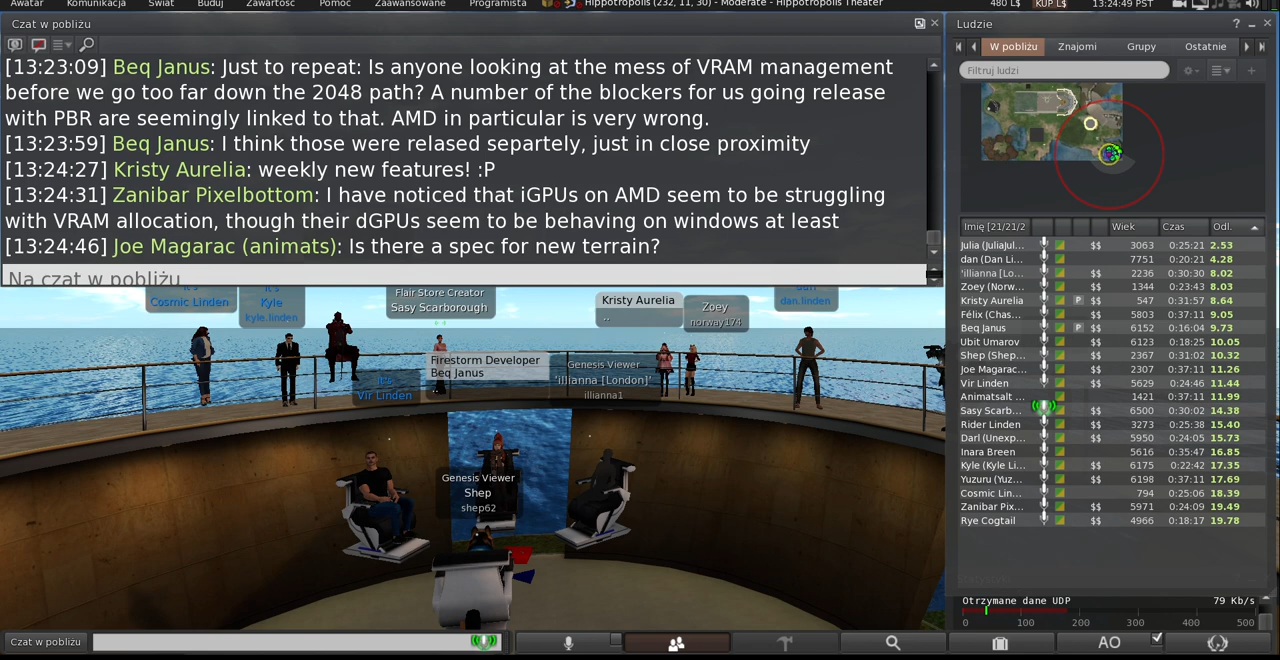 Awatar Komunikacja Świat Buduj Zawartość Pomoc Zaawansowane Programista Hippotropolis (232, 11, 30) - Moderate - Hippotropolis Theater 480 L$ KUP L$ 13:24:49 PST
Czat w pobliżu
[13:23:09] Beq Janus: Just to repeat: Is anyone looking at the mess of VRAM management
before we go too far down the 2048 path? A number of the blockers for us going release
with PBR are seemingly linked to that. AMD in particular is very wrong.
[13:23:59] Beq Janus: I think those were relased separtely, just in close proximity
[13:24:27] Kristy Aurelia: weekly new features! :P
[13:24:31] Zanibar Pixelbottom: I have noticed that iGPUs on AMD seem to be struggling
with VRAM allocation, though their dGPUs seem to be behaving on windows at least
[13:24:46] Joe Magarac (animats): Is there a spec for new terrain?
Na czat w pobliżu
It's
Cosmic Linden
It's
Kyle
kyle.linden
Flair Store Creator
Sasy Scarborough
Kristy Aurelia
..
Zoey
norway174
dan.linden
Firestorm Developer
Beq Janus
It's
Vir Linden
Genesis Viewer
'illianna [London]'
illianna1
Genesis Viewer
Shep
shep62
Czat w pobliżu
Ludzie
W pobliżu Znajomi Grupy Ostatnie
Filtruj ludzi
Imię [21/21/2 Wiek Czas Odl.
Julia (JuliaJul... $$ 3063 0:25:21 2.53
dan (Dan Li... 7751 0:20:21 4.28
'illianna [Lo... $$ 2236 0:30:30 8.02
Zoey (Norw... $$ 1344 0:23:43 8.03
Kristy Aurelia P $$ 547 0:31:57 8.64
Félix (Chas... $$ 5803 0:37:11 9.05
Beq Janus P $$ 6152 0:16:04 9.73
Ubit Umarov $$ 6123 0:18:25 10.05
Shep (Shep... $$ 2367 0:31:02 10.32
Joe Magarac... $$ 2307 0:37:11 11.26
Vir Linden $$ 5629 0:24:46 11.44
Animatsalt ... 1421 0:37:11 11.99
Sasy Scarb... $$ 6500 0:30:02 14.38
Rider Linden $$ 3273 0:25:38 15.40
Darl (Unexp... $$ 5950 0:24:05 15.73
Inara Breen 5616 0:35:47 16.85
Kyle (Kyle Li... $$ 6175 0:22:42 17.35
Yuzuru (Yuz... $$ 6198 0:37:11 17.69
Cosmic Lin... 794 0:25:06 18.39
Zanibar Pix... $$ 5971 0:24:09 19.49
Rye Cogtail $$ 4966 0:18:17 19.78
Otrzymane dane UDP 79 Kb/s
0 100 200 300 400 500
AO